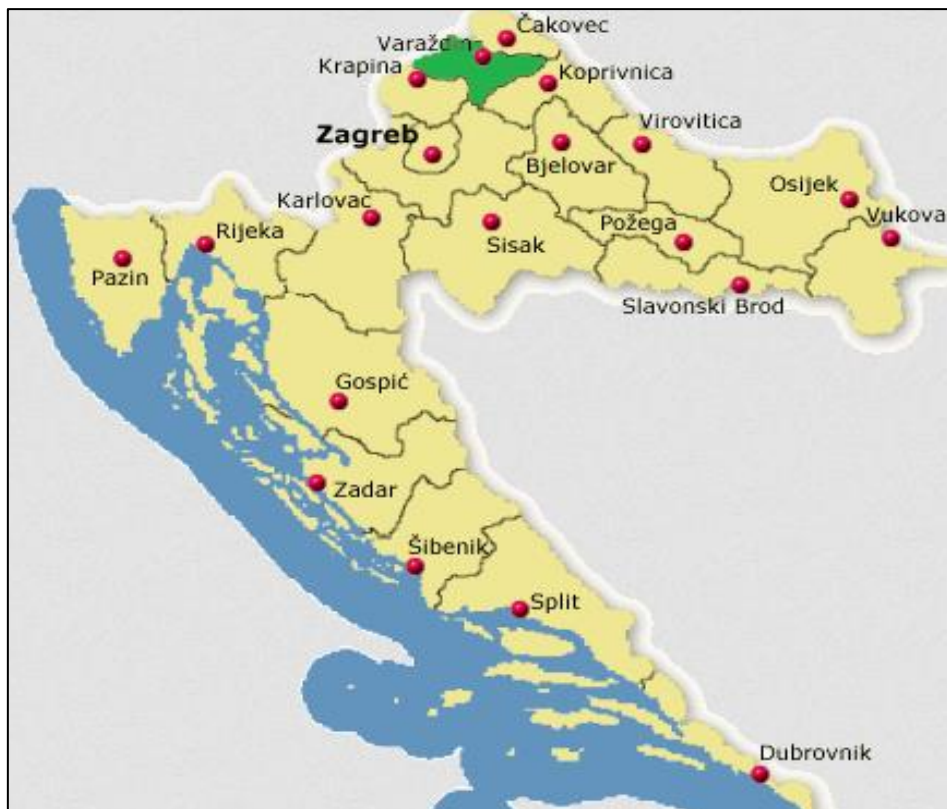 Čakovec
Varaždin
Krapina
Koprivnica
Zagreb
Virovitica
Bjelovar
Osijek
Karlovac
Vukova
Rijeka
Sisak
Požega
Pazin
Slavonski Brod
Gospić
Zadar
Šibenik
Split
Dubrovnik